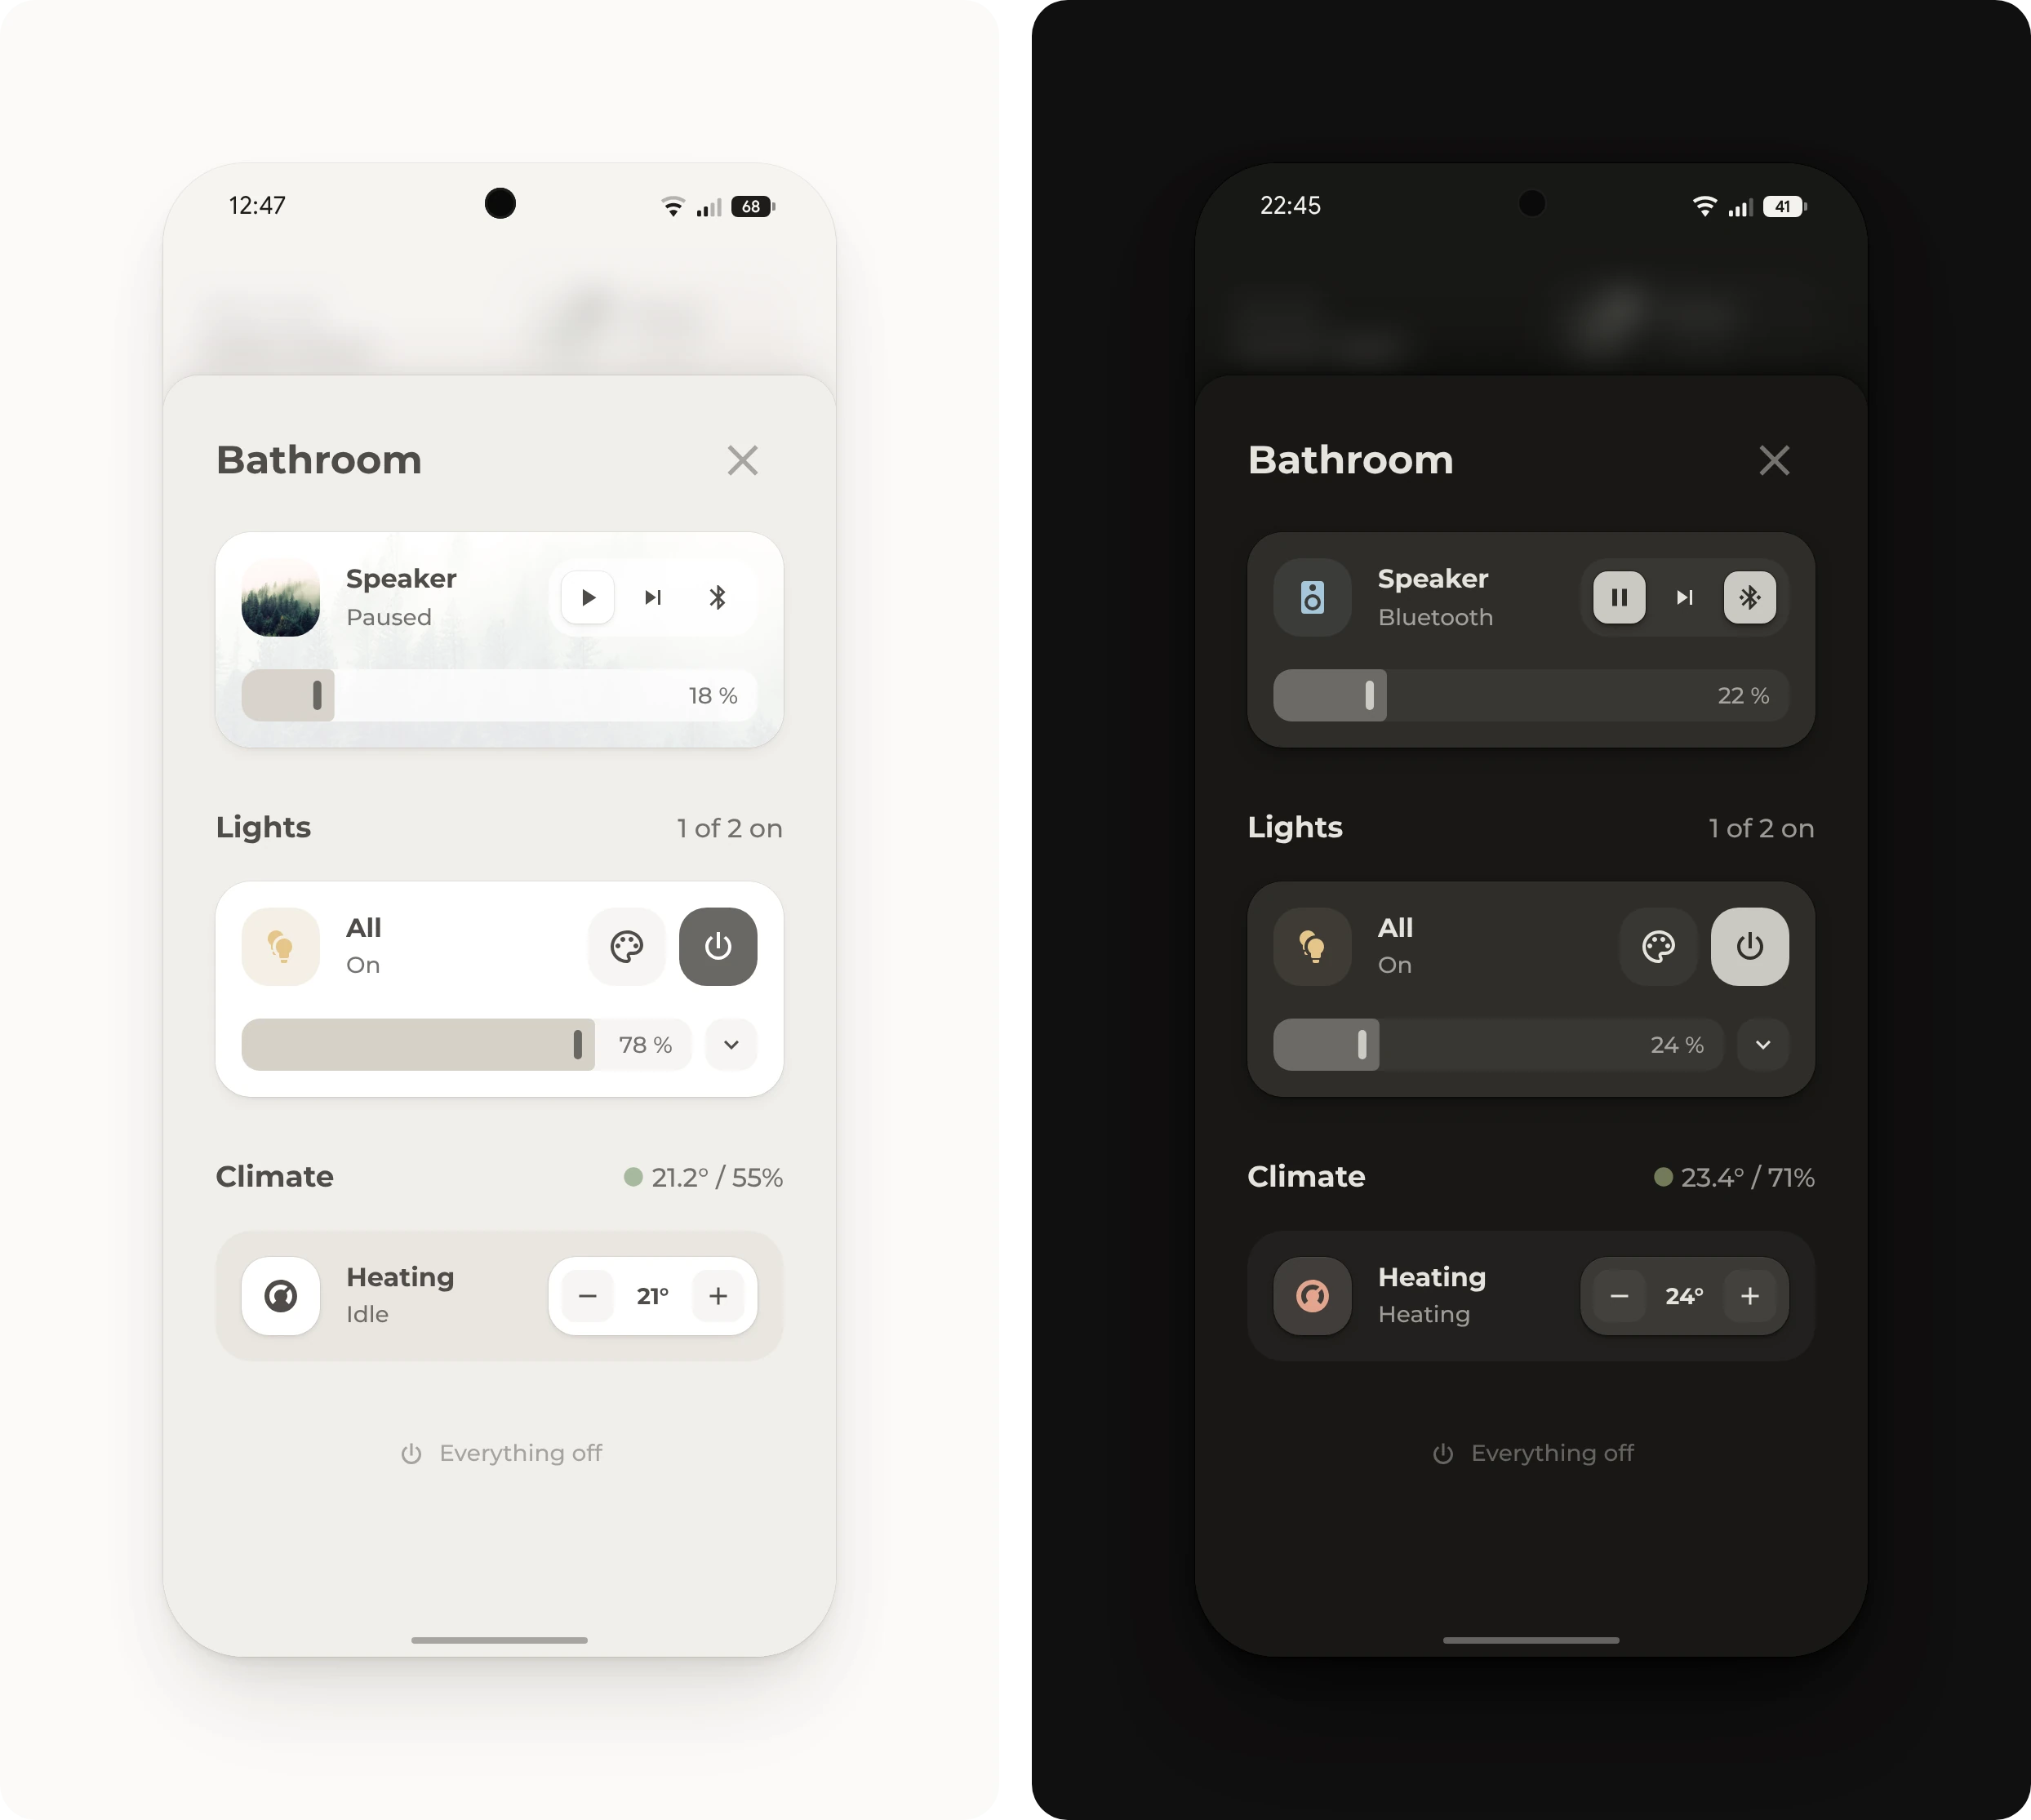 12:47
68
Bathroom
Speaker
Paused
18 %
Lights
1 of 2 on
All
On
78 %
Climate
21.2° / 55%
Heating
Idle
21°
Everything off
22:45
41
Bathroom
Speaker
Bluetooth
22 %
Lights
1 of 2 on
All
On
24 %
Climate
23.4° / 71%
Heating
Heating
24°
Everything off